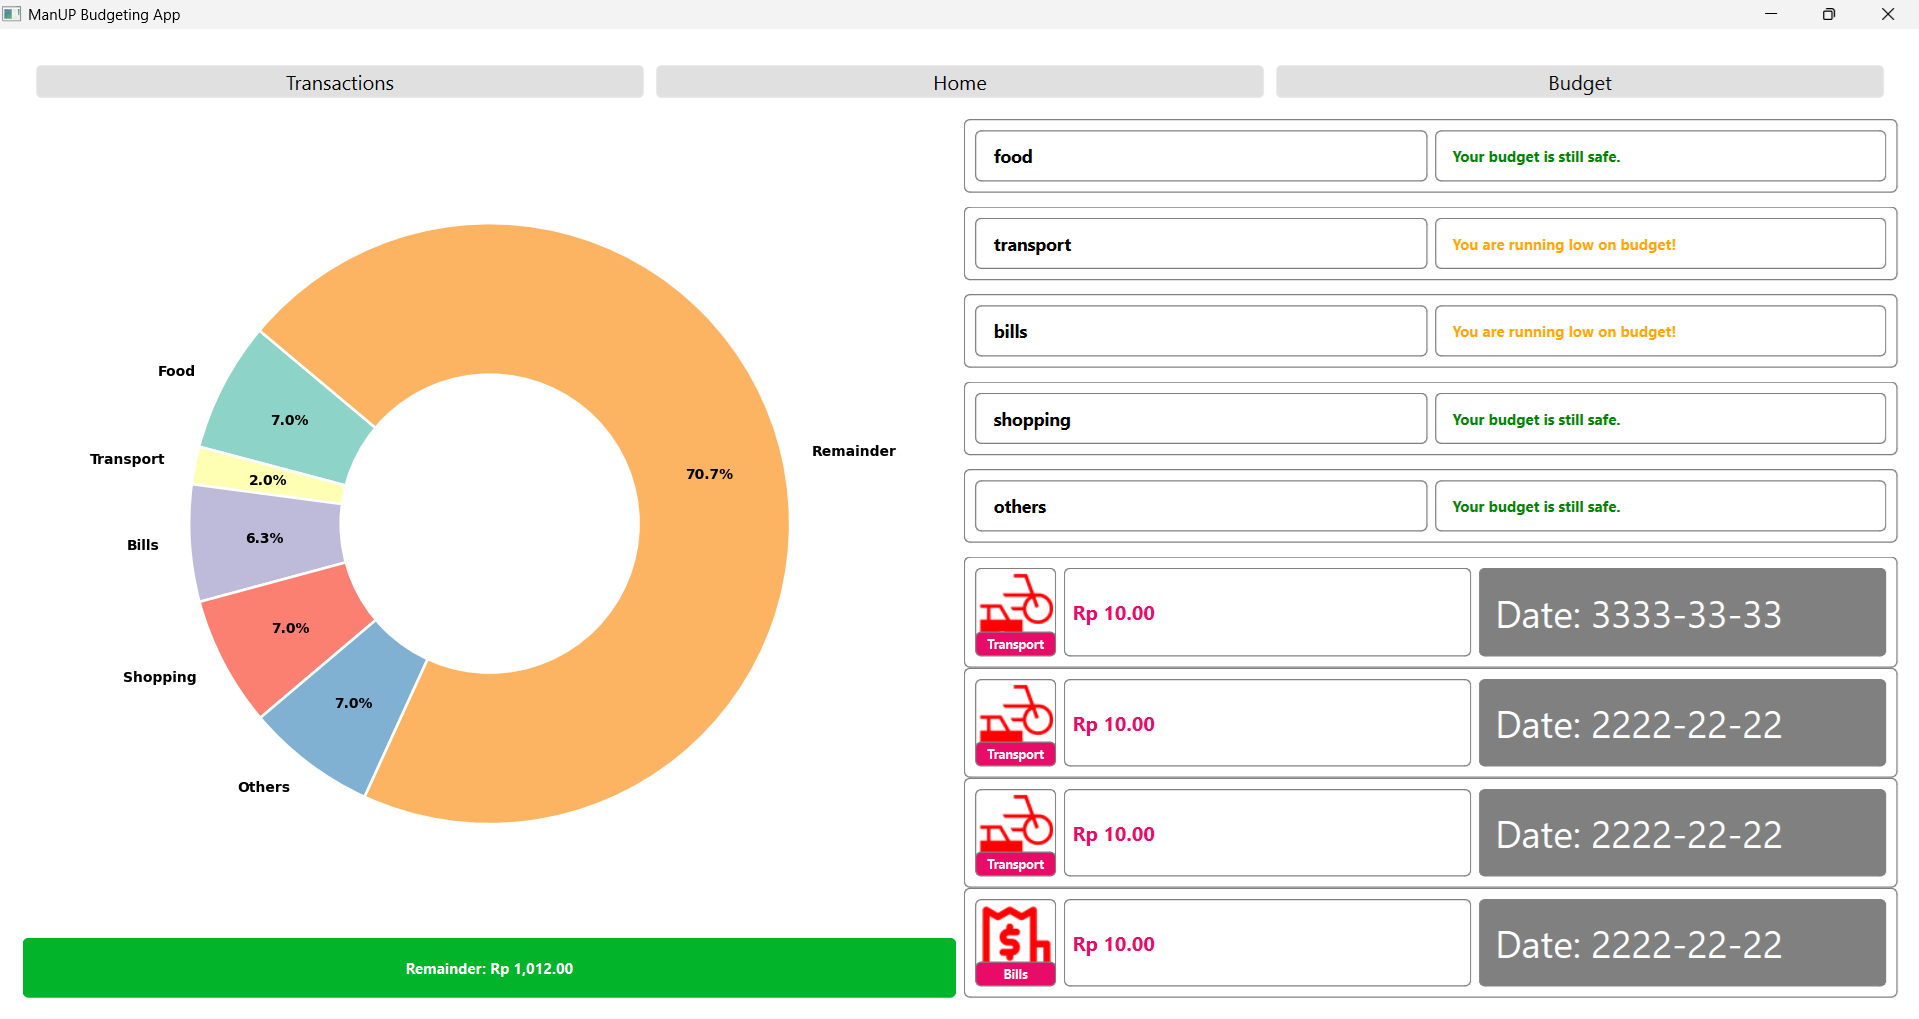 ManUP Budgeting App
Transactions
Home
Budget
Food
7.0%
Transport
2.0%
Bills
6.3%
Shopping
7.0%
Others
7.0%
Remainder
70.7%
Remainder: Rp 1,012.00
food
Your budget is still safe.
transport
You are running low on budget!
bills
You are running low on budget!
shopping
Your budget is still safe.
others
Your budget is still safe.
Transport
Rp 10.00
Date: 3333-33-33
Transport
Rp 10.00
Date: 2222-22-22
Transport
Rp 10.00
Date: 2222-22-22
$
Bills
Rp 10.00
Date: 2222-22-22